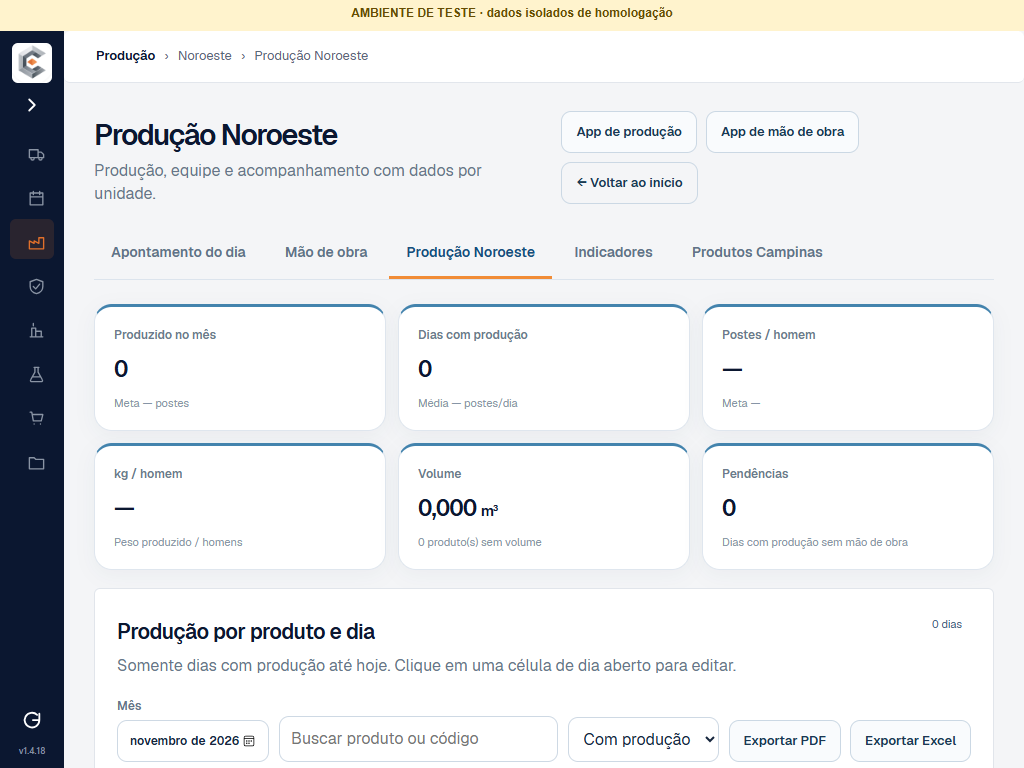 AMBIENTE DE TESTE · dados isolados de homologação
Produção › Noroeste › Produção Noroeste
Produção Noroeste
Produção, equipe e acompanhamento com dados por
unidade.
App de produção
App de mão de obra
← Voltar ao início
Apontamento do dia
Mão de obra
Produção Noroeste
Indicadores
Produtos Campinas
Produzido no mês
0
Meta — postes
Dias com produção
0
Média — postes/dia
Postes / homem
—
Meta —
kg / homem
—
Peso produzido / homens
Volume
0,000 m³
0 produto(s) sem volume
Pendências
0
Dias com produção sem mão de obra
Produção por produto e dia
0 dias
Somente dias com produção até hoje. Clique em uma célula de dia aberto para editar.
Mês
novembro de 2026
Buscar produto ou código
Com produção
Exportar PDF
Exportar Excel
v1.4.18